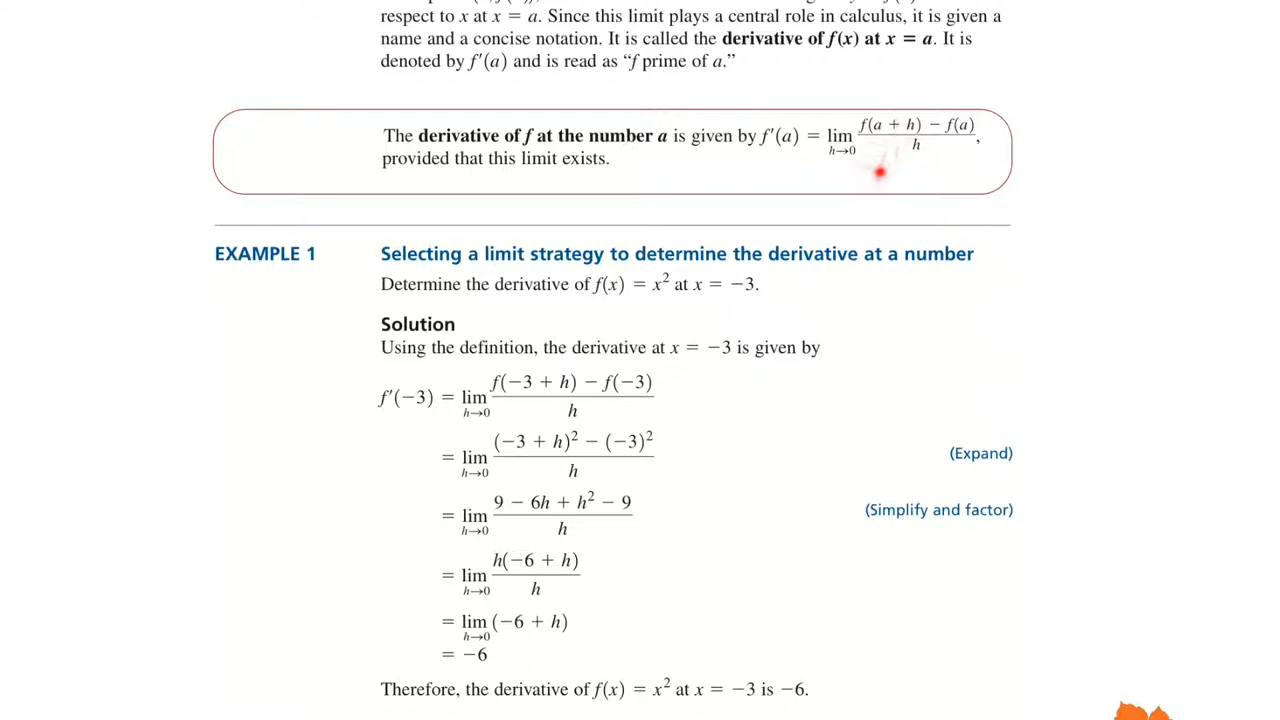 respect to x at x = a. Since this limit plays a central role in calculus, it is given a
name and a concise notation. It is called the derivative of f(x) at x = a. It is
denoted by f′(a) and is read as “f prime of a.”
The derivative of f at the number a is given by f′(a) = lim h→0 f(a + h) − f(a) / h,
provided that this limit exists.
EXAMPLE 1 Selecting a limit strategy to determine the derivative at a number
Determine the derivative of f(x) = x² at x = −3.
Solution
Using the definition, the derivative at x = −3 is given by
f′(−3) = lim h→0 f(−3 + h) − f(−3) / h
= lim h→0 (−3 + h)² − (−3)² / h (Expand)
= lim h→0 9 − 6h + h² − 9 / h (Simplify and factor)
= lim h→0 h(−6 + h) / h
= lim h→0 (−6 + h)
= −6
Therefore, the derivative of f(x) = x² at x = −3 is −6.